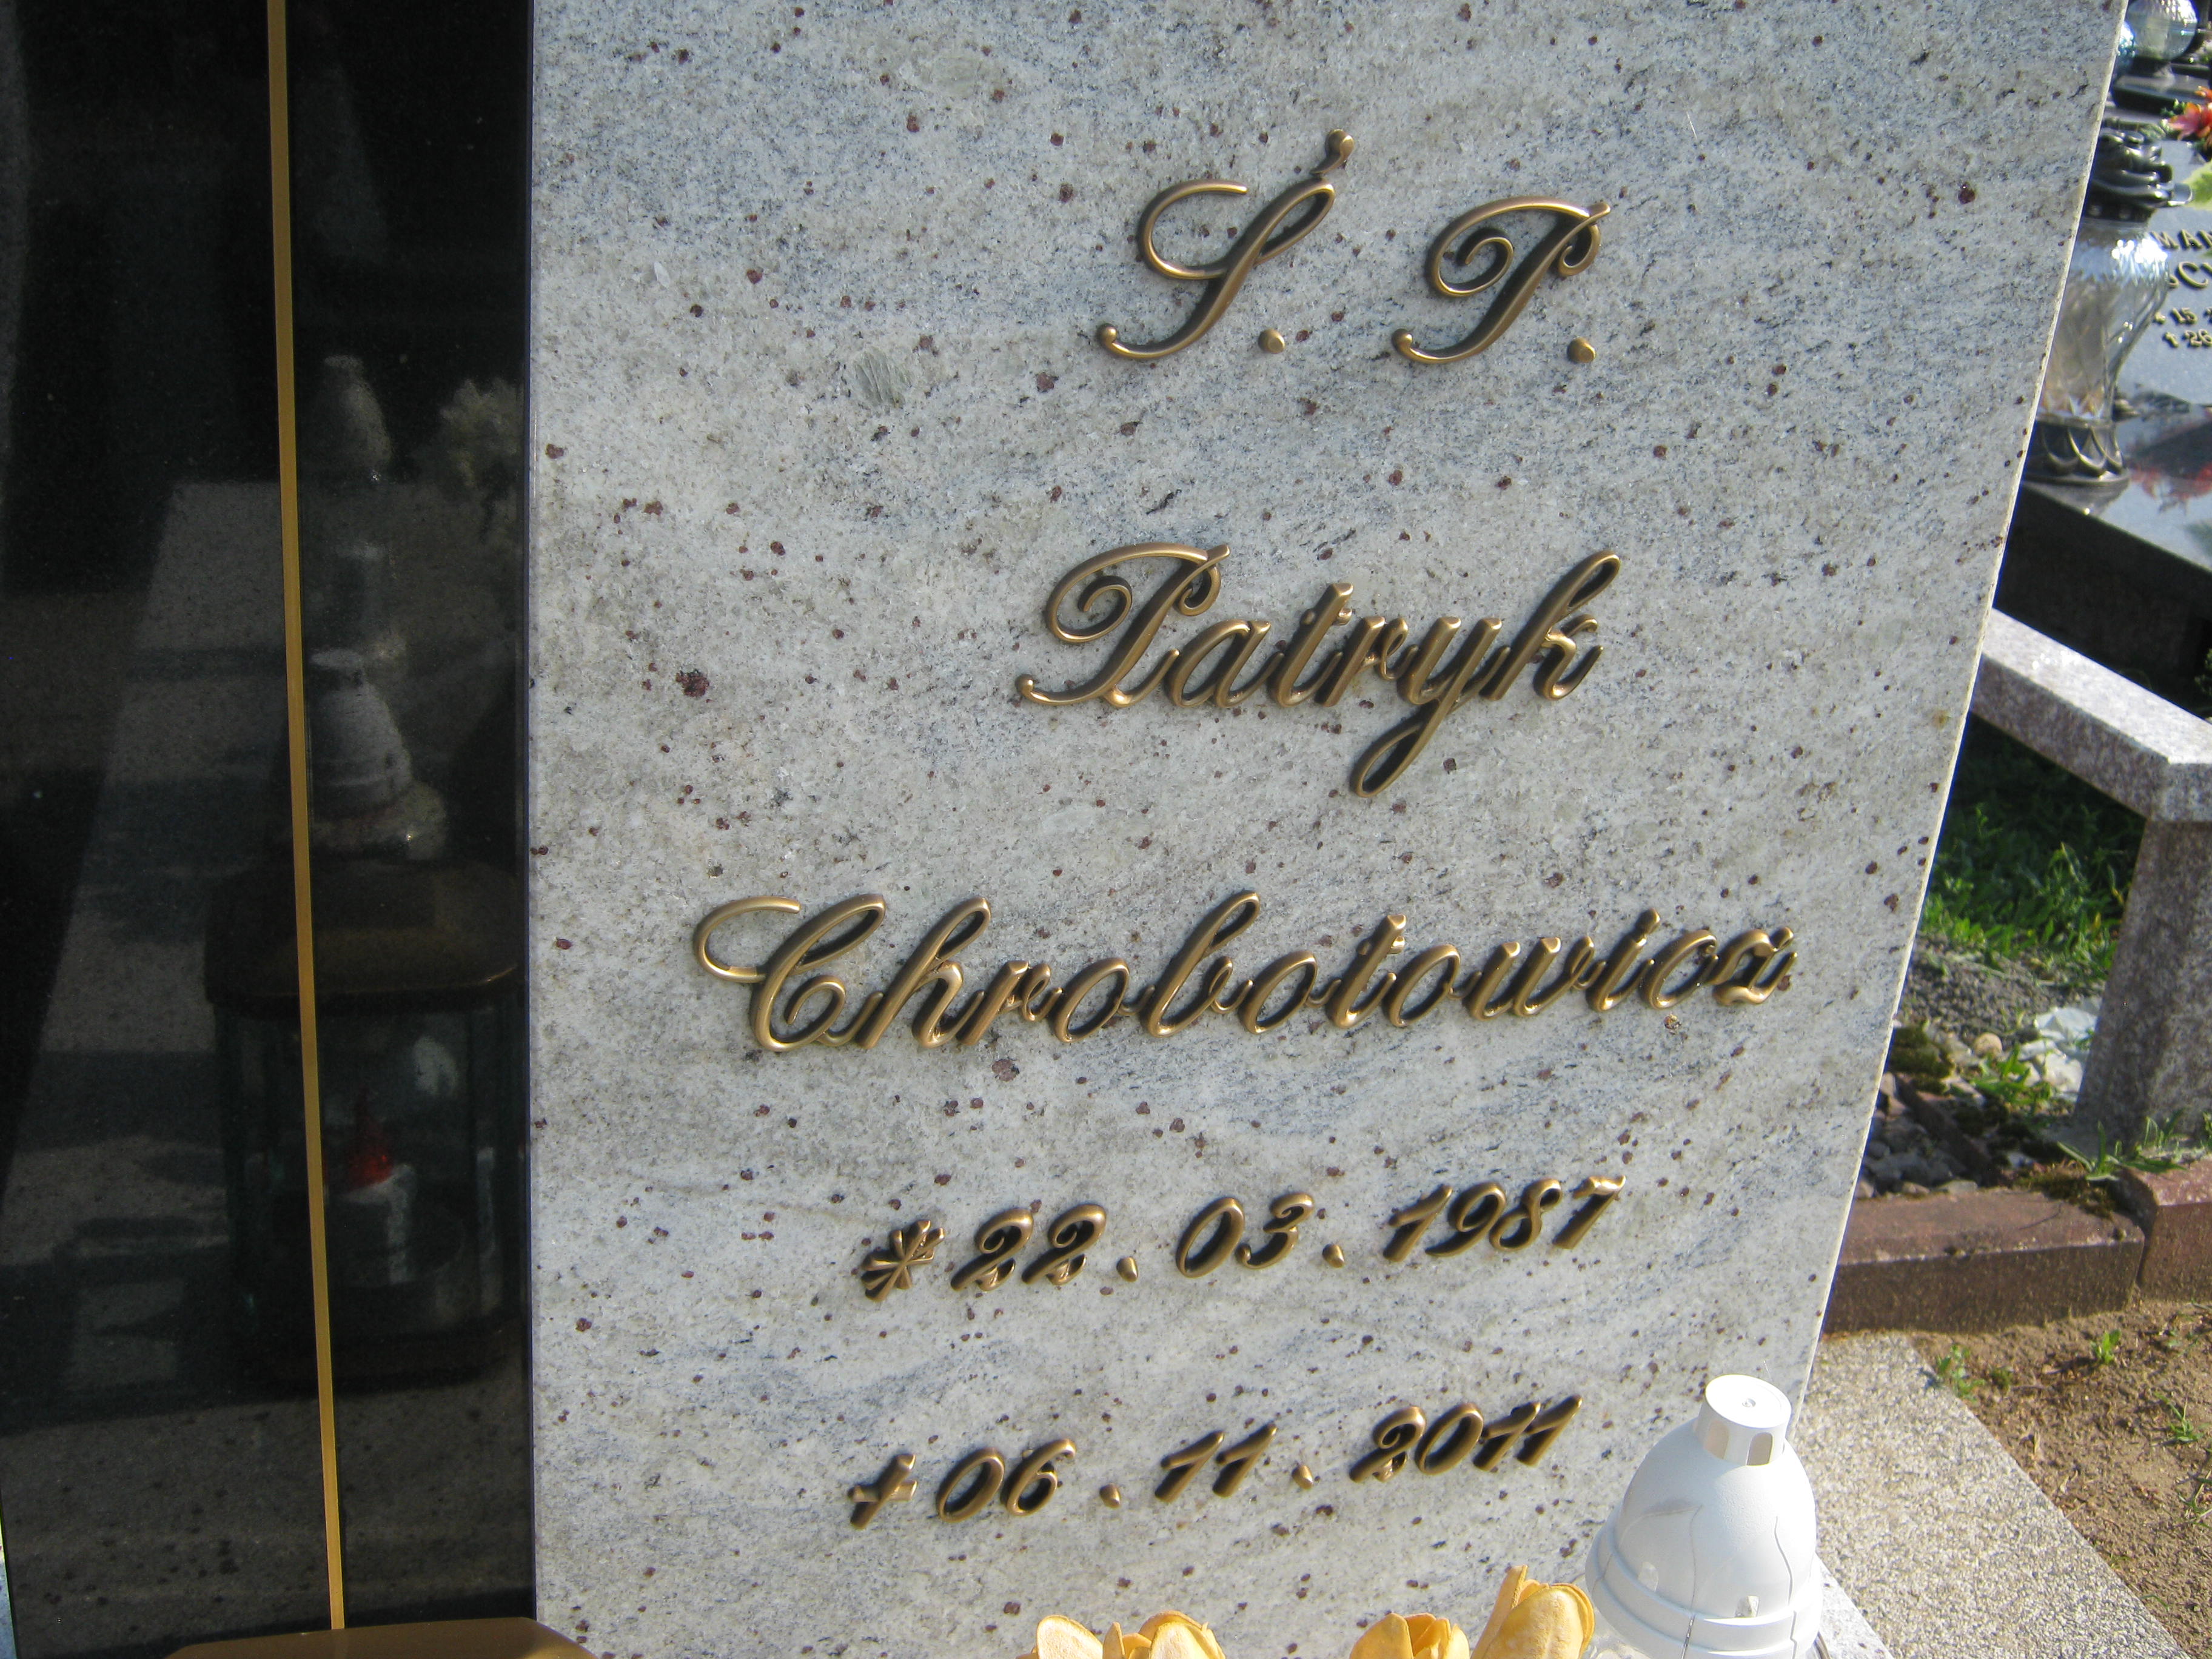 Ś. P.
Patryk
Chrobotowicz
* 22. 03. 1987
+ 06. 11. 2011